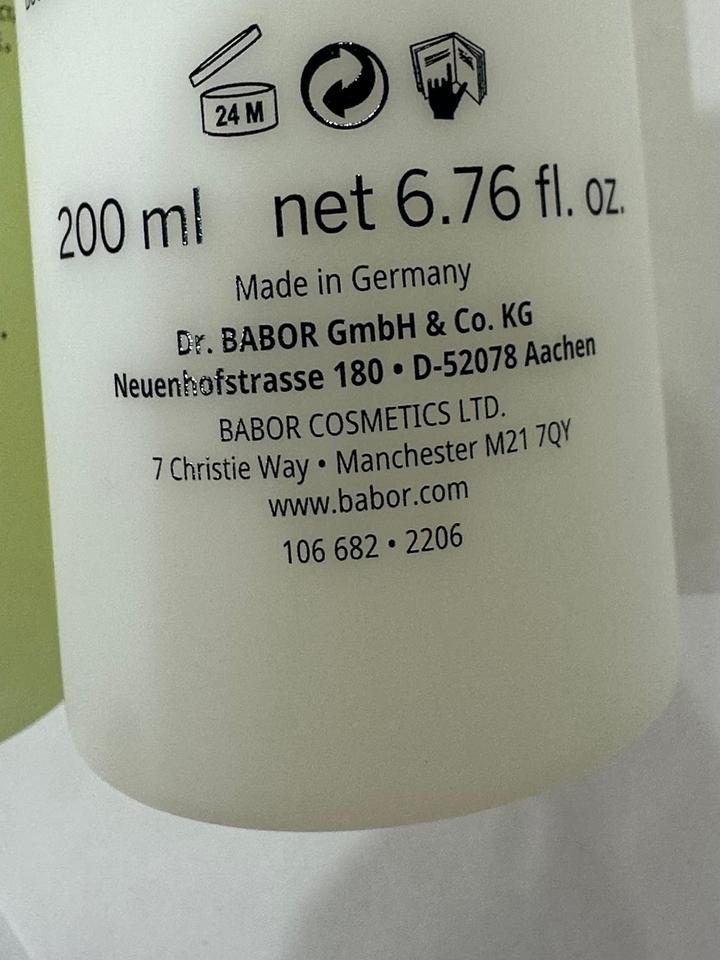 24 M
200 ml net 6.76 fl. oz.
Made in Germany
Dr. BABOR GmbH & Co. KG
Neuenhofstrasse 180 • D-52078 Aachen
BABOR COSMETICS LTD.
7 Christie Way • Manchester M21 7QY
www.babor.com
106 682 • 2206